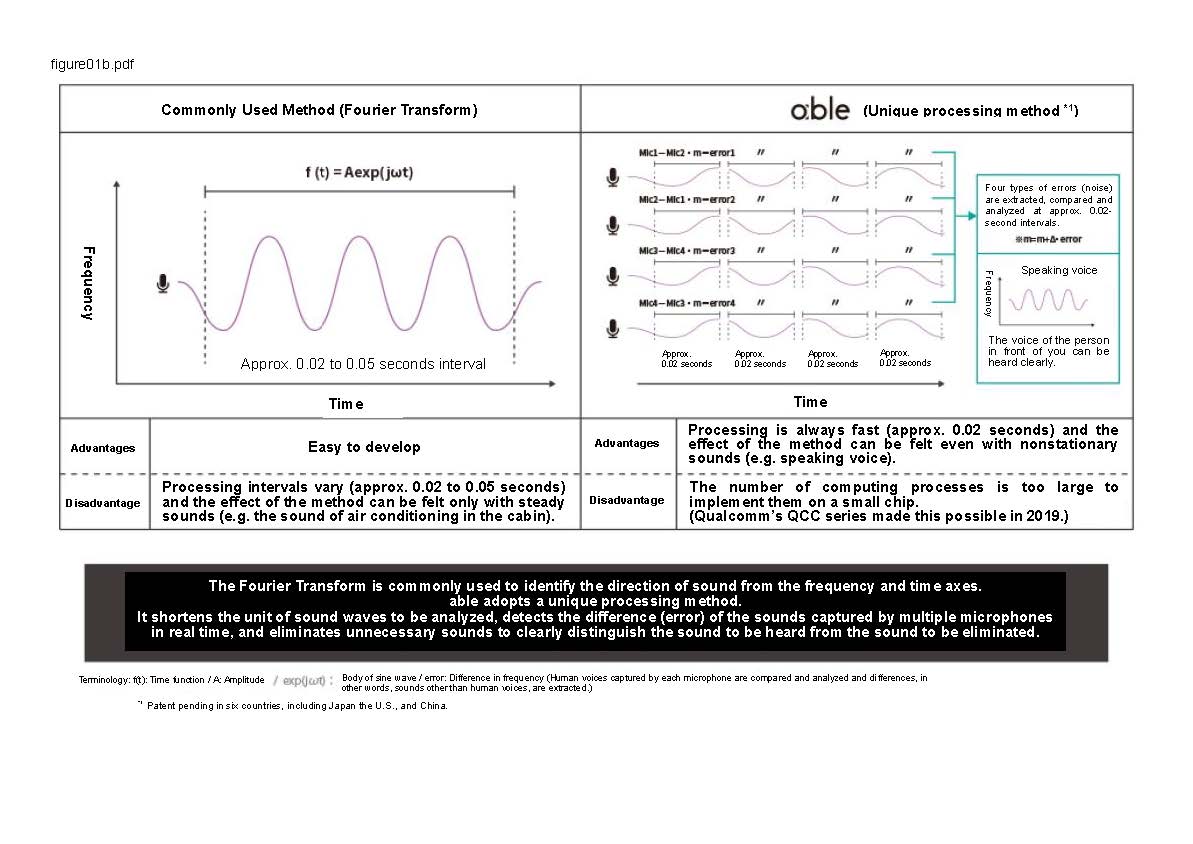 figure01b.pdf
Commonly Used Method (Fourier Transform)
able (Unique processing method *1)
f (t) = Aexp(jωt)
Frequency
Approx. 0.02 to 0.05 seconds interval
Time
Mic1−Mic2・m−error1 〃 〃 〃
Mic2−Mic1・m−error2 〃 〃 〃
Mic3−Mic4・m−error3 〃 〃 〃
Mic4−Mic3・m−error4 〃 〃 〃
Approx. Approx. Approx. Approx.
0.02 seconds 0.02 seconds 0.02 seconds 0.02 seconds
Time
Four types of errors (noise)
are extracted, compared and
analyzed at approx. 0.02-
second intervals.
※m=m+Δ・error
Speaking voice
Frequency
The voice of the person
in front of you can be
heard clearly.
Advantages
Easy to develop
Advantages
Processing is always fast (approx. 0.02 seconds) and the
effect of the method can be felt even with nonstationary
sounds (e.g. speaking voice).
Disadvantage
Processing intervals vary (approx. 0.02 to 0.05 seconds)
and the effect of the method can be felt only with steady
sounds (e.g. the sound of air conditioning in the cabin).
Disadvantage
The number of computing processes is too large to
implement them on a small chip.
(Qualcomm's QCC series made this possible in 2019.)
The Fourier Transform is commonly used to identify the direction of sound from the frequency and time axes.
able adopts a unique processing method.
It shortens the unit of sound waves to be analyzed, detects the difference (error) of the sounds captured by multiple microphones
in real time, and eliminates unnecessary sounds to clearly distinguish the sound to be heard from the sound to be eliminated.
Terminology: f(t): Time function / A: Amplitude / exp(jωt) : Body of sine wave / error: Difference in frequency (Human voices captured by each microphone are compared and analyzed and differences, in
other words, sounds other than human voices, are extracted.)
*1 Patent pending in six countries, including Japan the U.S., and China.